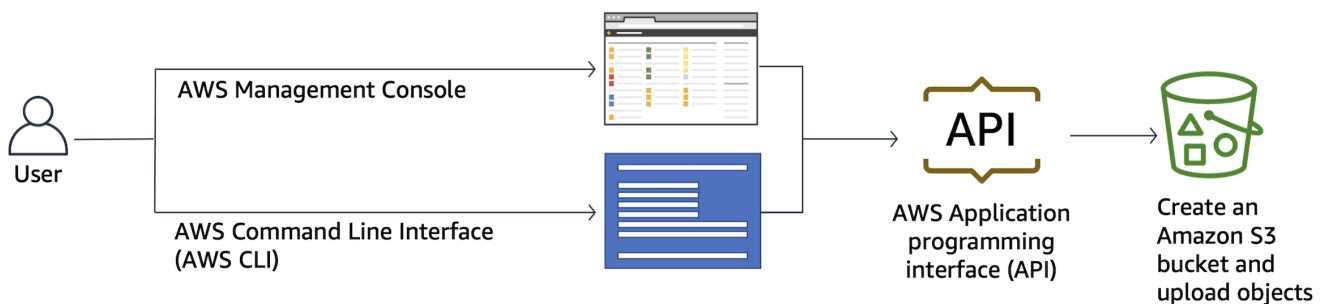 AWS Management Console
User
AWS Command Line Interface
(AWS CLI)
API
AWS Application
programming
interface (API)
Create an
Amazon S3
bucket and
upload objects